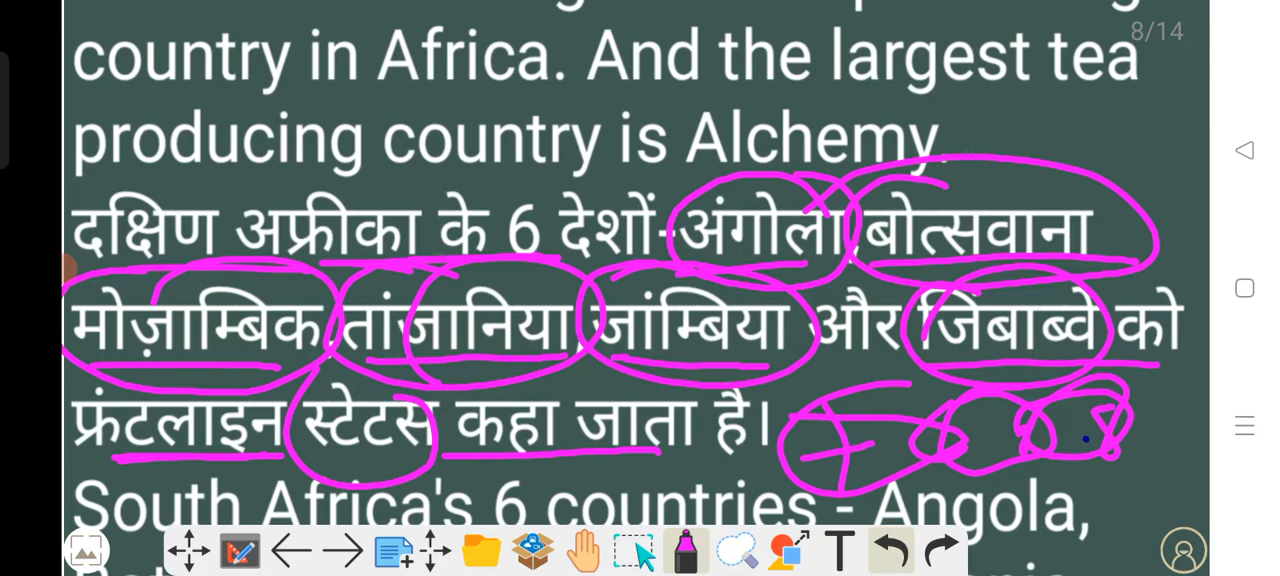 8/14
country in Africa. And the largest tea
producing country is Alchemy.
दक्षिण अफ्रीका के 6 देशों-अंगोला, बोत्सवाना
मोज़ाम्बिक, तांजानिया, जांम्बिया और जिंबाब्वे को
फ्रंटलाइन स्टेटस कहा जाता है।
South Africa's 6 countries - Angola,